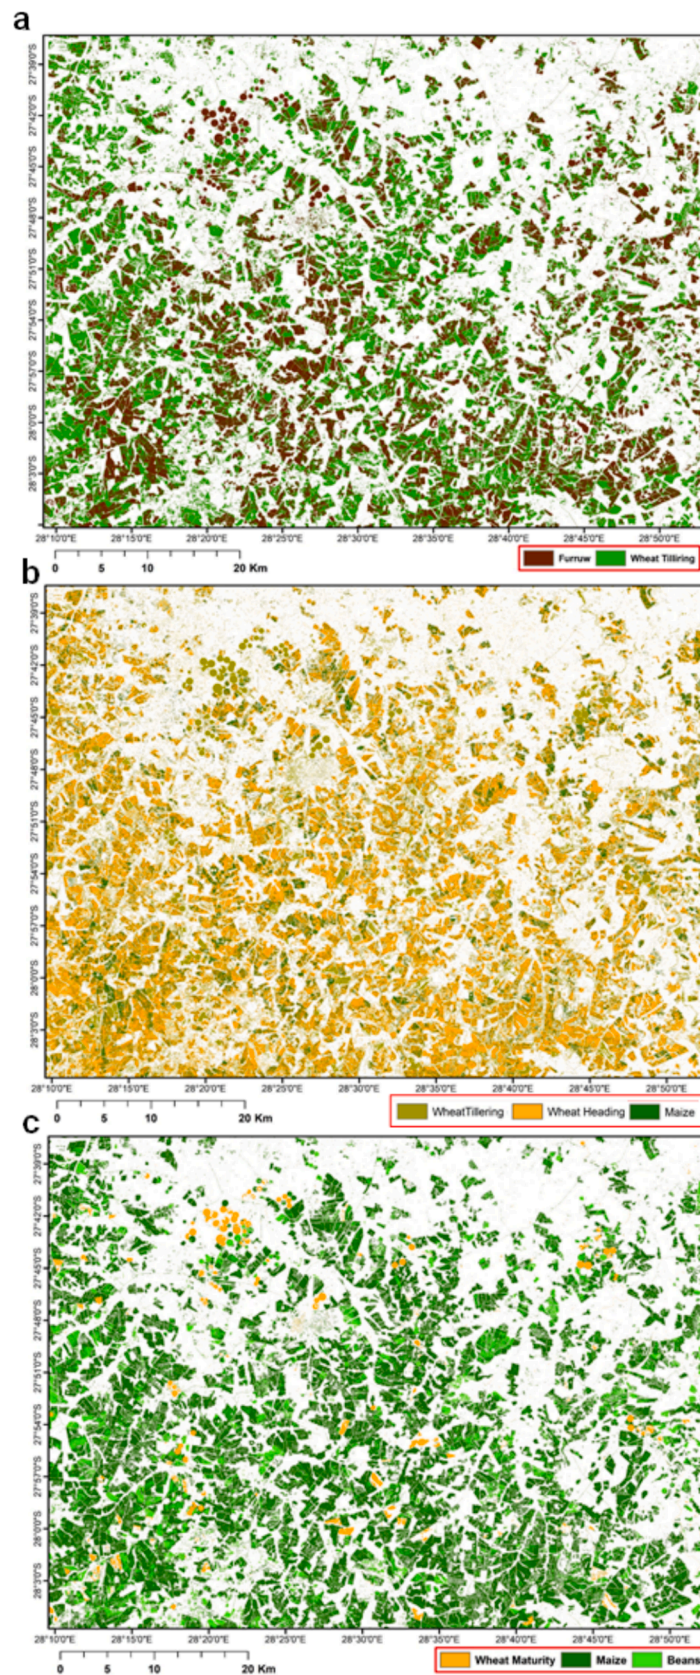 a
27°39'0"S
27°42'0"S
27°45'0"S
27°48'0"S
27°51'0"S
27°54'0"S
27°57'0"S
28°0'0"S
28°3'0"S
28°10'0"E 28°15'0"E 28°20'0"E 28°25'0"E 28°30'0"E 28°35'0"E 28°40'0"E 28°45'0"E 28°50'0"E
0 5 10 20 Km
Furruw Wheat Tilliring
b
27°39'0"S
27°42'0"S
27°45'0"S
27°48'0"S
27°51'0"S
27°54'0"S
27°57'0"S
28°0'0"S
28°3'0"S
28°10'0"E 28°15'0"E 28°20'0"E 28°25'0"E 28°30'0"E 28°35'0"E 28°40'0"E 28°45'0"E 28°50'0"E
0 5 10 20 Km
WheatTillering Wheat Heading Maize
c
27°39'0"S
27°42'0"S
27°45'0"S
27°48'0"S
27°51'0"S
27°54'0"S
27°57'0"S
28°0'0"S
28°3'0"S
28°10'0"E 28°15'0"E 28°20'0"E 28°25'0"E 28°30'0"E 28°35'0"E 28°40'0"E 28°45'0"E 28°50'0"E
0 5 10 20 Km
Wheat Maturity Maize Beans